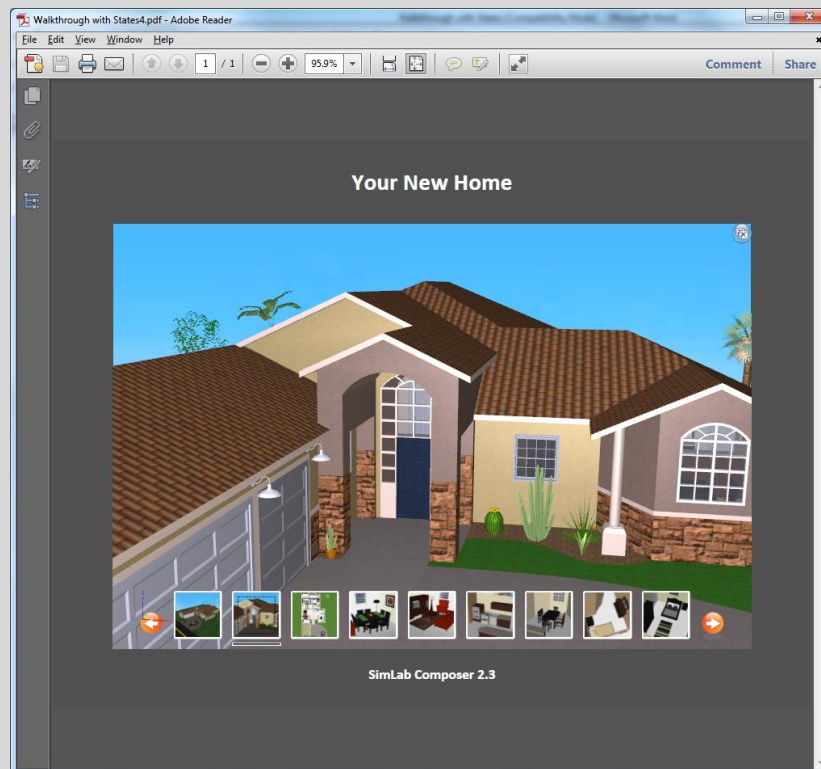 Walkthrough with States4.pdf - Adobe Reader
File Edit View Window Help
1 / 1 95.9% Comment Share
Your New Home
SimLab Composer 2.3